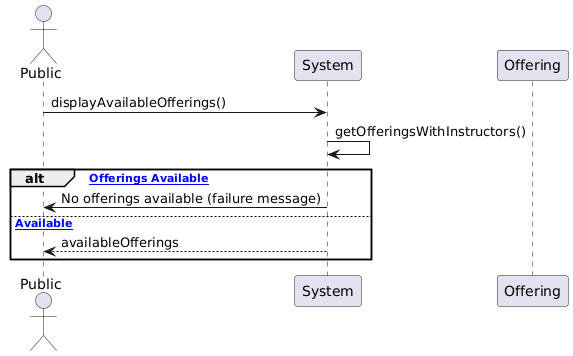 Public
System
Offering
displayAvailableOfferings()
getOfferingsWithInstructors()
alt
Offerings Available
No offerings available (failure message)
Available
availableOfferings
Public
System
Offering